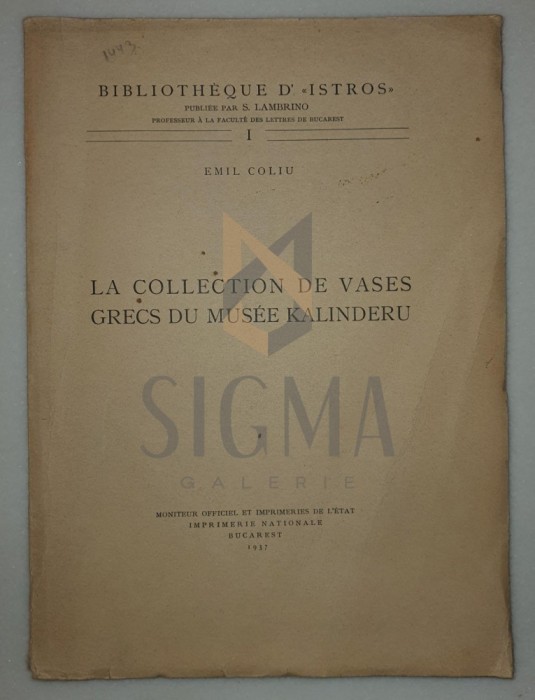 1443
BIBLIOTHÈQUE D' «ISTROS»
PUBLIÉE PAR S. LAMBRINO
PROFESSEUR À LA FACULTÉ DES LETTRES DE BUCAREST
I
EMIL COLIU
LA COLLECTION DE VASES
GRECS DU MUSÉE KALINDERU
SIGMA
GALERIE
MONITEUR OFFICIEL ET IMPRIMERIES DE L'ÉTAT
IMPRIMERIE NATIONALE
BUCAREST
1937